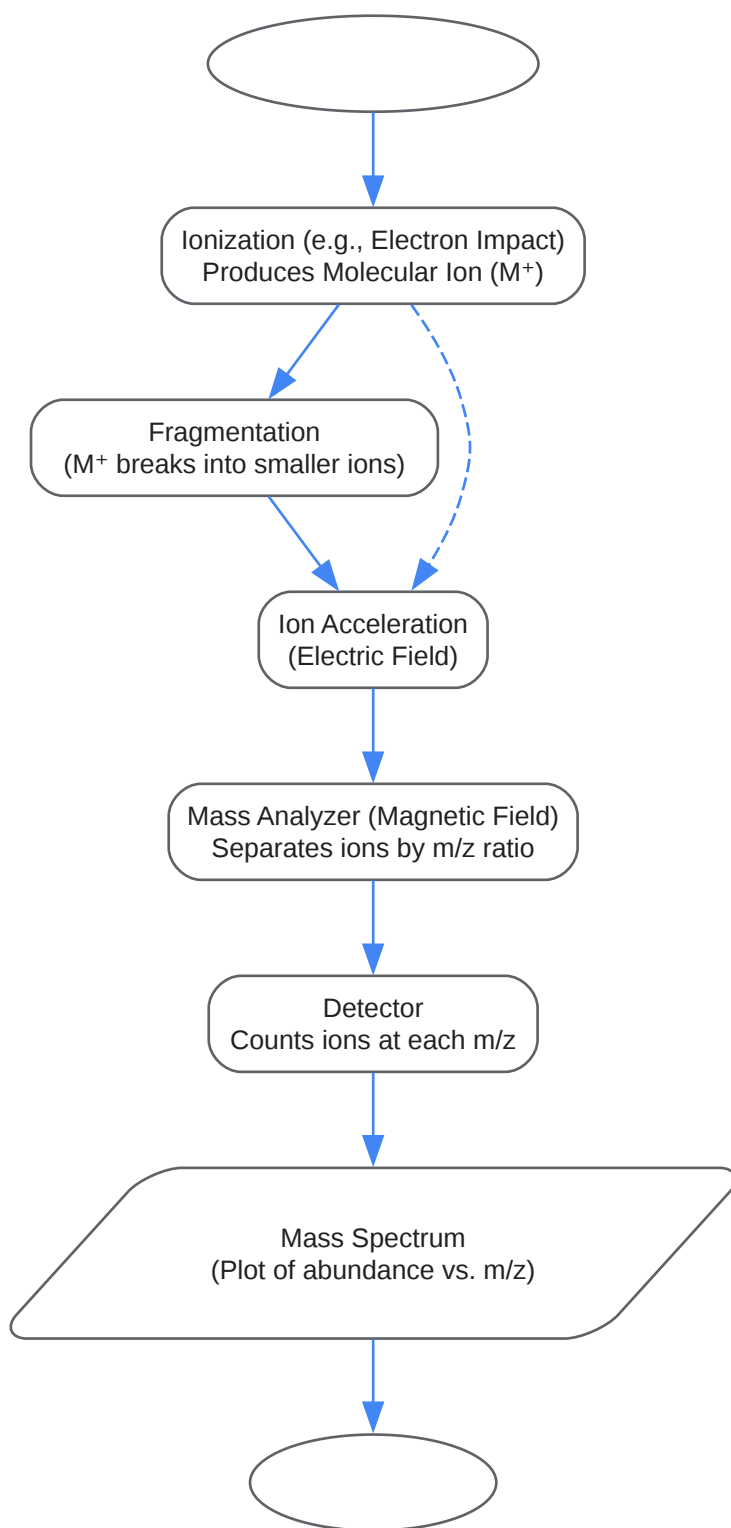 Ionization (e.g., Electron Impact)
Produces Molecular Ion (M⁺)
Fragmentation
(M⁺ breaks into smaller ions)
Ion Acceleration
(Electric Field)
Mass Analyzer (Magnetic Field)
Separates ions by m/z ratio
Detector
Counts ions at each m/z
Mass Spectrum
(Plot of abundance vs. m/z)